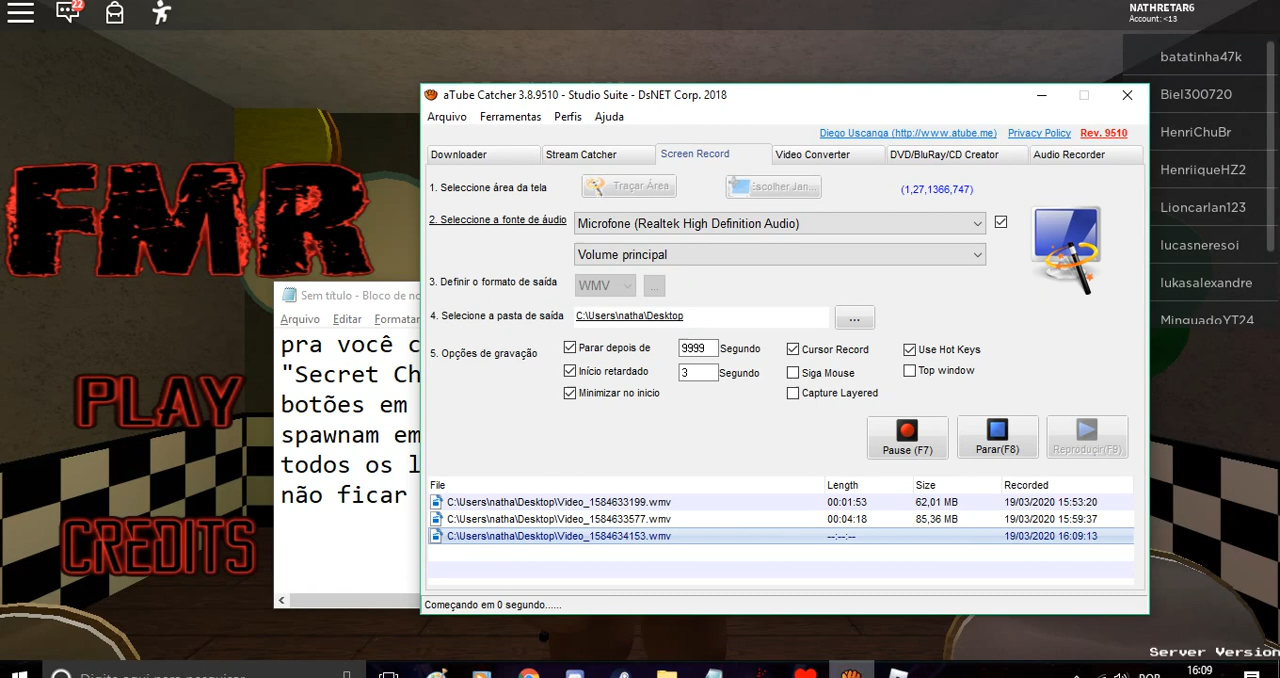 22
NATHRETAR6
Account: <13
batatinha47k
Biel300720
HenriChuBr
HenriiqueHZ2
Lioncarlan123
lucasneresoi
lukasalexandre
MinguadoYT24
FMR
PLAY
CREDITS
Sem título - Bloco de no
Arquivo Editar Formatar
pra você c
"Secret Ch
botões em
spawnam em
todos os l
não ficar
aTube Catcher 3.8.9510 - Studio Suite - DsNET Corp. 2018
Arquivo Ferramentas Perfis Ajuda
Diego Uscanga (http://www.atube.me) Privacy Policy Rev. 9510
Downloader Stream Catcher Screen Record Video Converter DVD/BluRay/CD Creator Audio Recorder
1. Seleccione área da tela Traçar Área Escolher Jan... (1,27,1366,747)
2. Seleccione a fonte de áudio Microfone (Realtek High Definition Audio)
Volume principal
3. Definir o formato de saída WMV ...
4. Selecione a pasta de saída C:\Users\natha\Desktop ...
5. Opções de gravação
Parar depois de 9999 Segundo Cursor Record Use Hot Keys
Início retardado 3 Segundo Siga Mouse Top window
Minimizar no inicio Capture Layered
Pause (F7) Parar(F8) Reproduçir(F9)
File Length Size Recorded
C:\Users\natha\Desktop\Video_1584633199.wmv 00:01:53 62,01 MB 19/03/2020 15:53:20
C:\Users\natha\Desktop\Video_1584633577.wmv 00:04:18 85,36 MB 19/03/2020 15:59:37
C:\Users\natha\Desktop\Video_1584634153.wmv --:--:-- 19/03/2020 16:09:13
Começando em 0 segundo......
Server Version
Digite aqui para pesquisar
POR
16:09